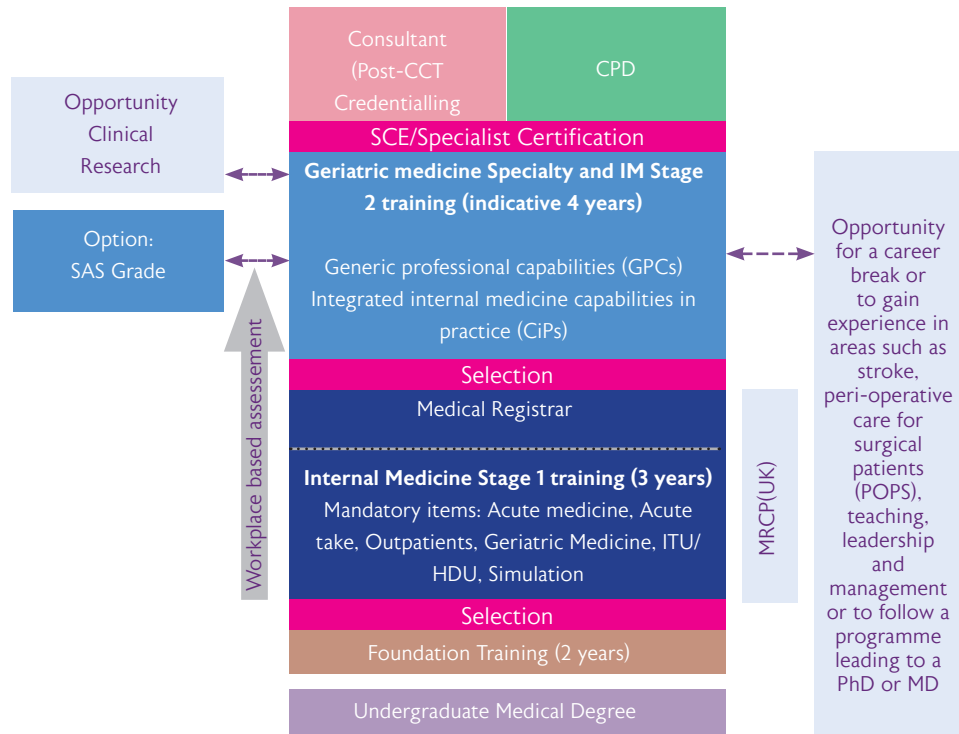 Consultant
(Post-CCT
Credentialling
CPD
Opportunity
Clinical
Research
SCE/Specialist Certification
Geriatric medicine Specialty and IM Stage
2 training (indicative 4 years)
Option:
SAS Grade
Generic professional capabilities (GPCs)
Integrated internal medicine capabilities in
practice (CiPs)
Opportunity
for a career
break or
to gain
experience in
areas such as
stroke,
peri-operative
care for
surgical
patients
(POPS),
teaching,
leadership
and
management
or to follow a
programme
leading to a
PhD or MD
Workplace based assessement
Selection
Medical Registrar
Internal Medicine Stage 1 training (3 years)
Mandatory items: Acute medicine, Acute
take, Outpatients, Geriatric Medicine, ITU/
HDU, Simulation
MRCP(UK)
Selection
Foundation Training (2 years)
Undergraduate Medical Degree